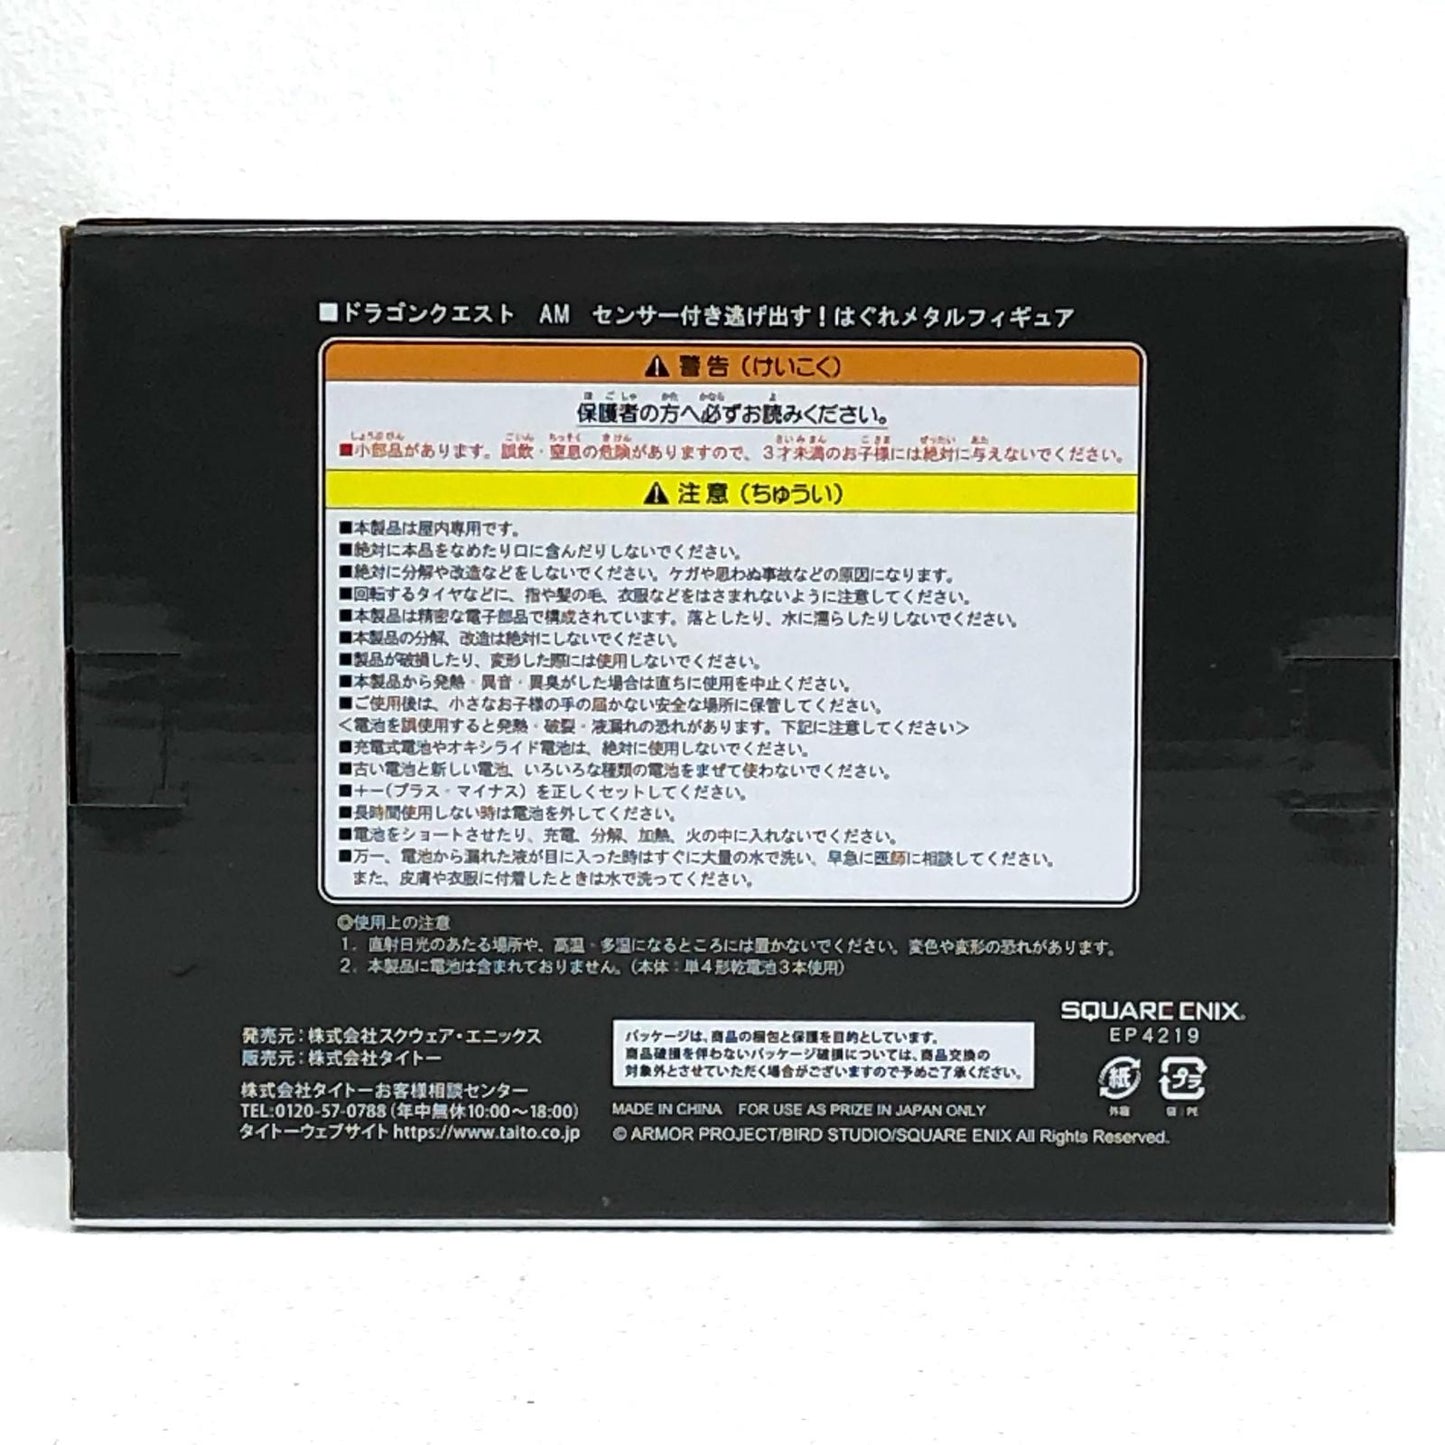 ■ドラゴンクエスト　AM　センサー付き逃げ出す！はぐれメタルフィギュア
⚠ 警告（けいこく）
ほごしゃ　かた　かなら　よ
保護者の方へ必ずお読みください。
しょうぶひん　ごいん　ちっそく　きけん　さいみまん　こさま　ぜったい　あた
■小部品があります。誤飲・窒息の危険がありますので、３才未満のお子様には絶対に与えないでください。
⚠ 注意（ちゅうい）
■本製品は屋内専用です。
■絶対に本品をなめたり口に含んだりしないでください。
■絶対に分解や改造などをしないでください。ケガや思わぬ事故などの原因になります。
■回転するタイヤなどに、指や髪の毛、衣服などをはさまれないように注意してください。
■本製品は精密な電子部品で構成されています。落としたり、水に濡らしたりしないでください。
■本製品の分解、改造は絶対にしないでください。
■製品が破損したり、変形した際には使用しないでください。
■本製品から発熱・異音・異臭がした場合は直ちに使用を中止ください。
■ご使用後は、小さなお子様の手の届かない安全な場所に保管してください。
＜電池を誤使用すると発熱・破裂・液漏れの恐れがあります。下記に注意してください＞
■充電式電池やオキシライド電池は、絶対に使用しないでください。
■古い電池と新しい電池、いろいろな種類の電池をまぜて使わないでください。
■＋－（プラス・マイナス）を正しくセットしてください。
■長時間使用しない時は電池を外してください。
■電池をショートさせたり、充電、分解、加熱、火の中に入れないでください。
■万一、電池から漏れた液が目に入った時はすぐに大量の水で洗い、早急に医師に相談してください。
また、皮膚や衣服に付着したときは水で洗ってください。
◎使用上の注意
１．直射日光のあたる場所や、高温・多湿になるところには置かないでください。変色や変形の恐れがあります。
２．本製品に電池は含まれておりません。（本体：単４形乾電池３本使用）
発売元：株式会社スクウェア・エニックス
販売元：株式会社タイトー
株式会社タイトーお客様相談センター
TEL:0120-57-0788（年中無休10:00～18:00）
タイトーウェブサイト https://www.taito.co.jp
パッケージは、商品の梱包と保護を目的としています。
商品破損を伴わないパッケージ破損については、商品交換の
対象外とさせていただく場合がございますので予めご了承ください。
MADE IN CHINA　FOR USE AS PRIZE IN JAPAN ONLY
© ARMOR PROJECT/BIRD STUDIO/SQUARE ENIX All Rights Reserved.
SQUARE ENIX.
EP4219
紙　プラ
外箱　袋：PE